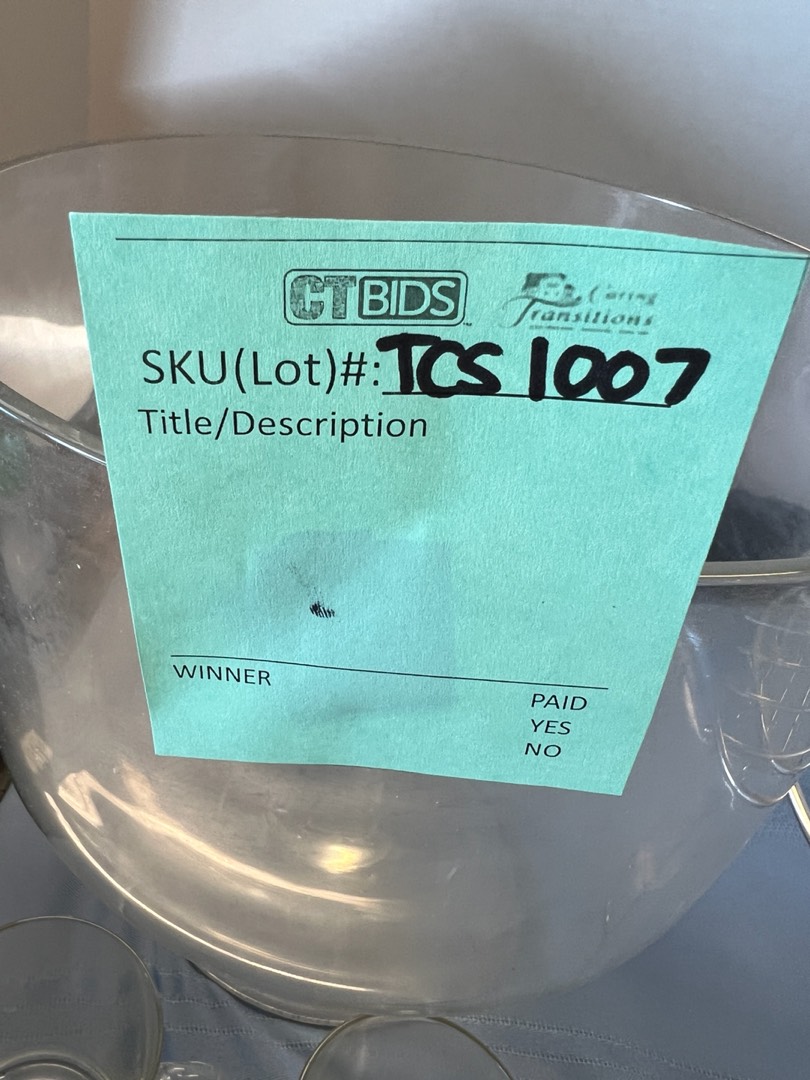 CTBIDS
Caring
Transitions
SKU(Lot)#: TCS 1007
Title/Description
WINNER
PAID
YES
NO